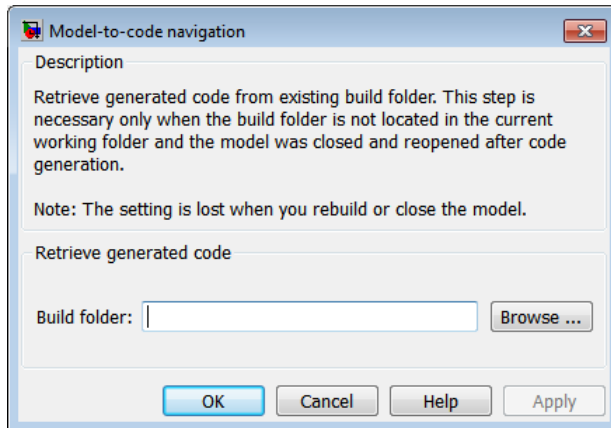 Model-to-code navigation
Description
Retrieve generated code from existing build folder. This step is
necessary only when the build folder is not located in the current
working folder and the model was closed and reopened after code
generation.
Note: The setting is lost when you rebuild or close the model.
Retrieve generated code
Build folder: Browse ...
OK Cancel Help Apply